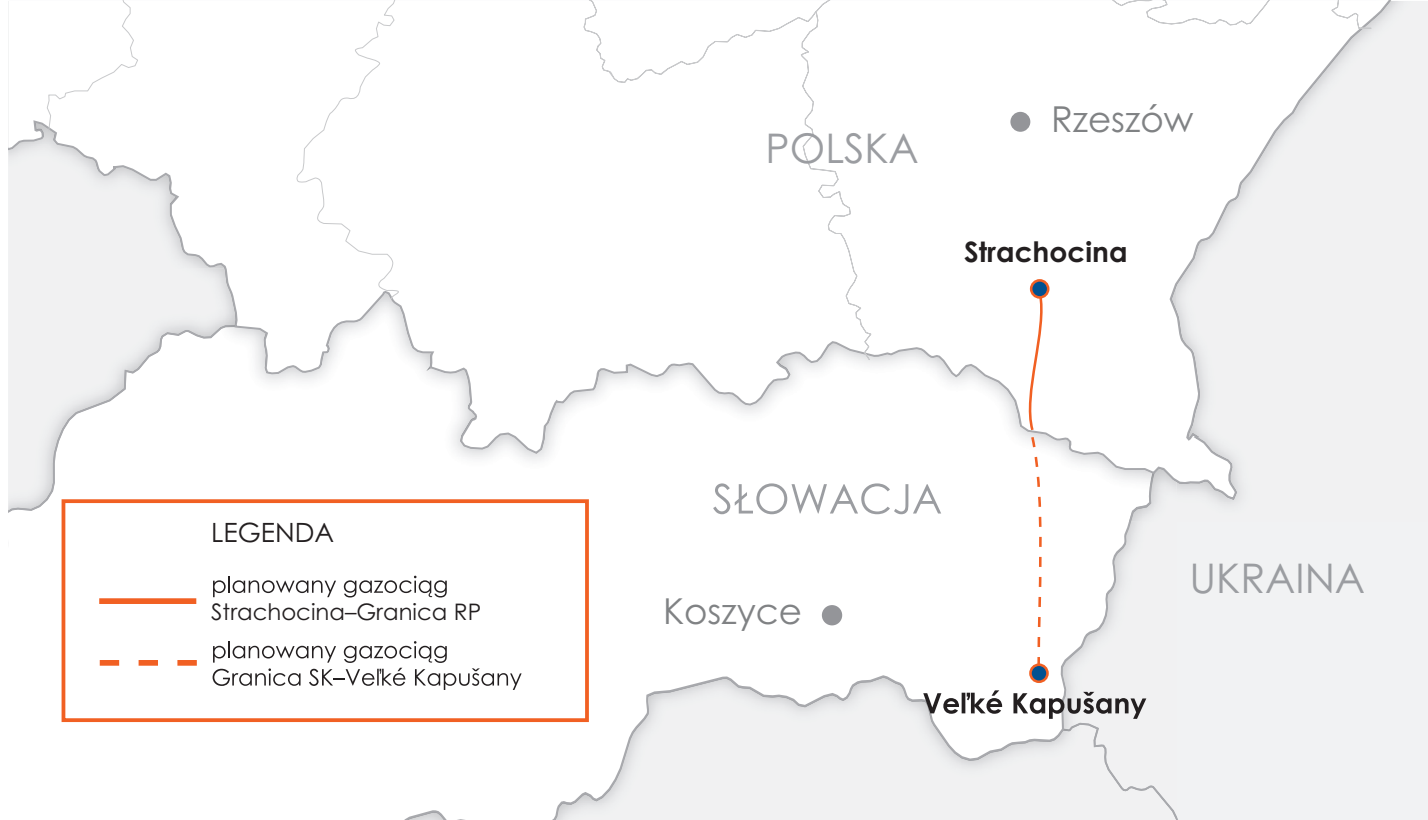 Rzeszów
POLSKA
Strachocina
SŁOWACJA
LEGENDA
planowany gazociąg
Strachocina–Granica RP
planowany gazociąg
Granica SK–Veľké Kapušany
UKRAINA
Koszyce
Veľké Kapušany